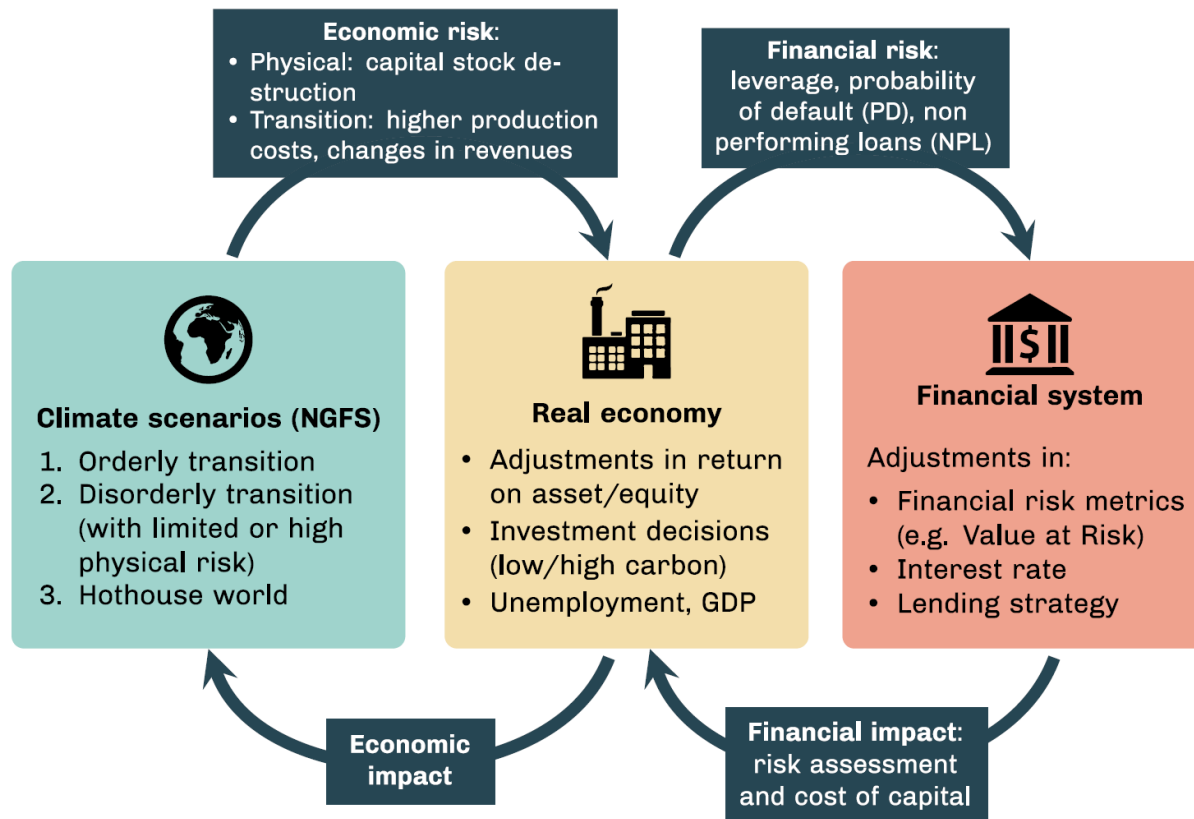 Economic risk:
• Physical: capital stock de-
struction
• Transition: higher production
costs, changes in revenues
Financial risk:
leverage, probability
of default (PD), non
performing loans (NPL)
Climate scenarios (NGFS)
1. Orderly transition
2. Disorderly transition
(with limited or high
physical risk)
3. Hothouse world
Real economy
• Adjustments in return
on asset/equity
• Investment decisions
(low/high carbon)
• Unemployment, GDP
$
Financial system
Adjustments in:
• Financial risk metrics
(e.g. Value at Risk)
• Interest rate
• Lending strategy
Economic
impact
Financial impact:
risk assessment
and cost of capital